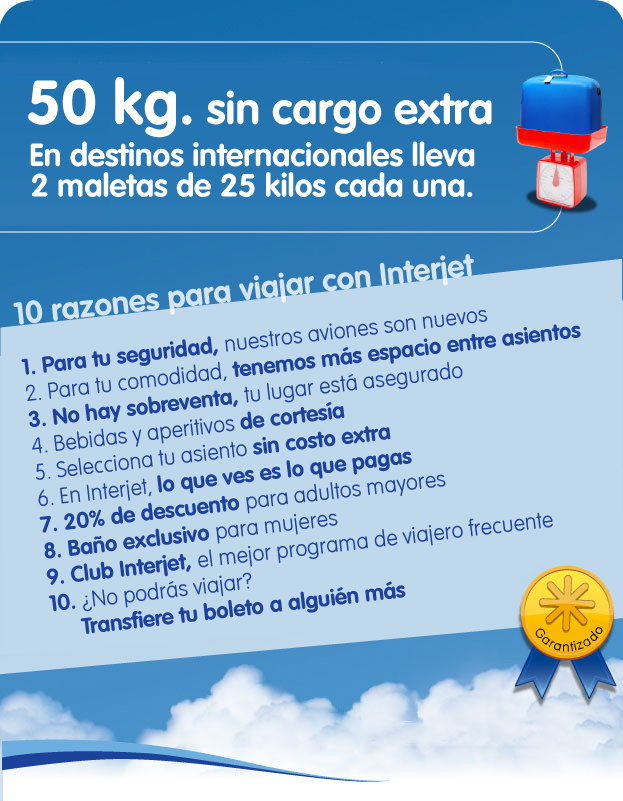 50 kg. sin cargo extra
En destinos internacionales lleva
2 maletas de 25 kilos cada una.
10 razones para viajar con Interjet
1. Para tu seguridad, nuestros aviones son nuevos
2. Para tu comodidad, tenemos más espacio entre asientos
3. No hay sobreventa, tu lugar está asegurado
4. Bebidas y aperitivos de cortesía
5. Selecciona tu asiento sin costo extra
6. En Interjet, lo que ves es lo que pagas
7. 20% de descuento para adultos mayores
8. Baño exclusivo para mujeres
9. Club Interjet, el mejor programa de viajero frecuente
10. ¿No podrás viajar?
Transfiere tu boleto a alguién más
Garantizado